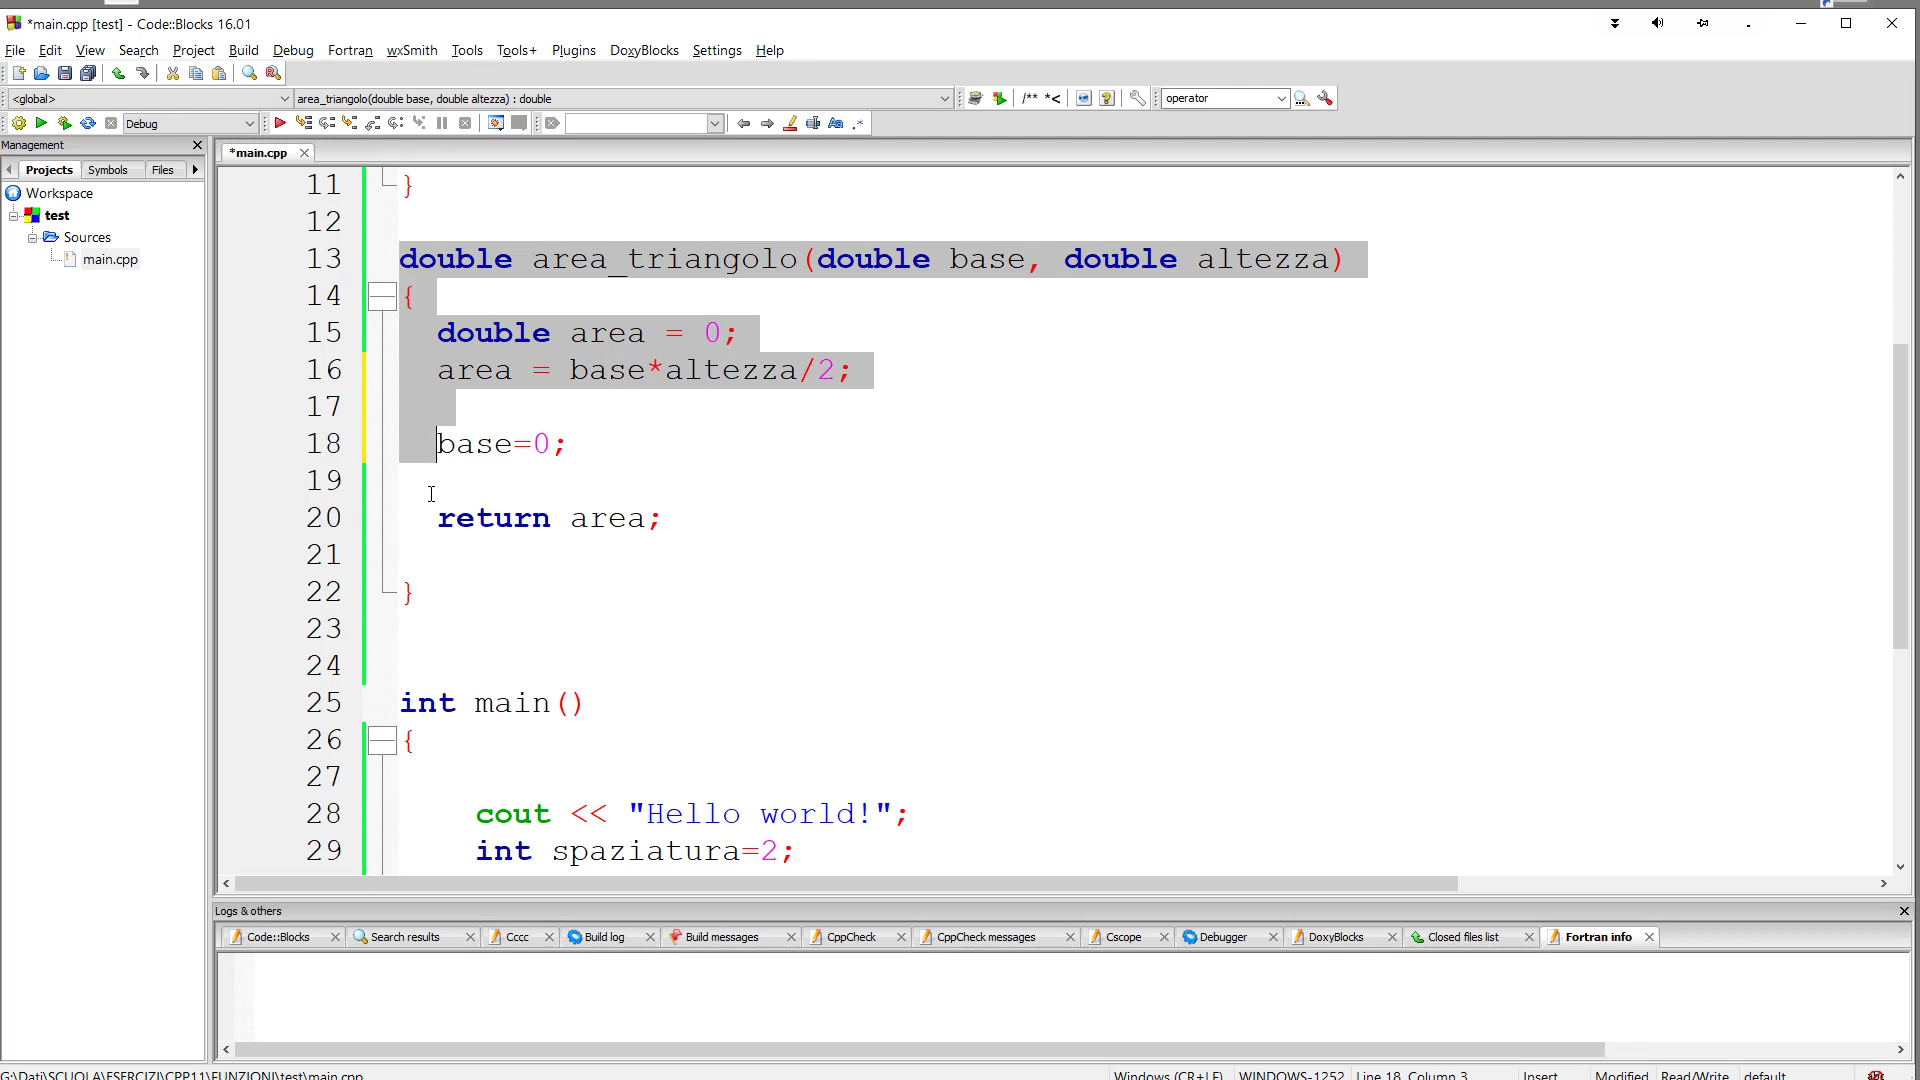 *main.cpp [test] - Code::Blocks 16.01
File Edit View Search Project Build Debug Fortran wxSmith Tools Tools+ Plugins DoxyBlocks Settings Help
<global> area_triangolo(double base, double altezza) : double /** *< operator
Debug
Management
Projects Symbols Files
Workspace
test
Sources
main.cpp
*main.cpp
11 }
12
13 double area_triangolo(double base, double altezza)
14 {
15 double area = 0;
16 area = base*altezza/2;
17
18 base=0;
19
20 return area;
21
22 }
23
24
25 int main()
26 {
27
28 cout << "Hello world!";
29 int spaziatura=2;
Logs & others
Code::Blocks Search results Cccc Build log Build messages CppCheck CppCheck messages Cscope Debugger DoxyBlocks Closed files list Fortran info
G:\Dati\SCUOLA\ESERCIZI\CPP11\FUNZIONI\test\main.cpp Windows (CR+LF) WINDOWS-1252 Line 18, Column 3 Insert Modified Read/Write default